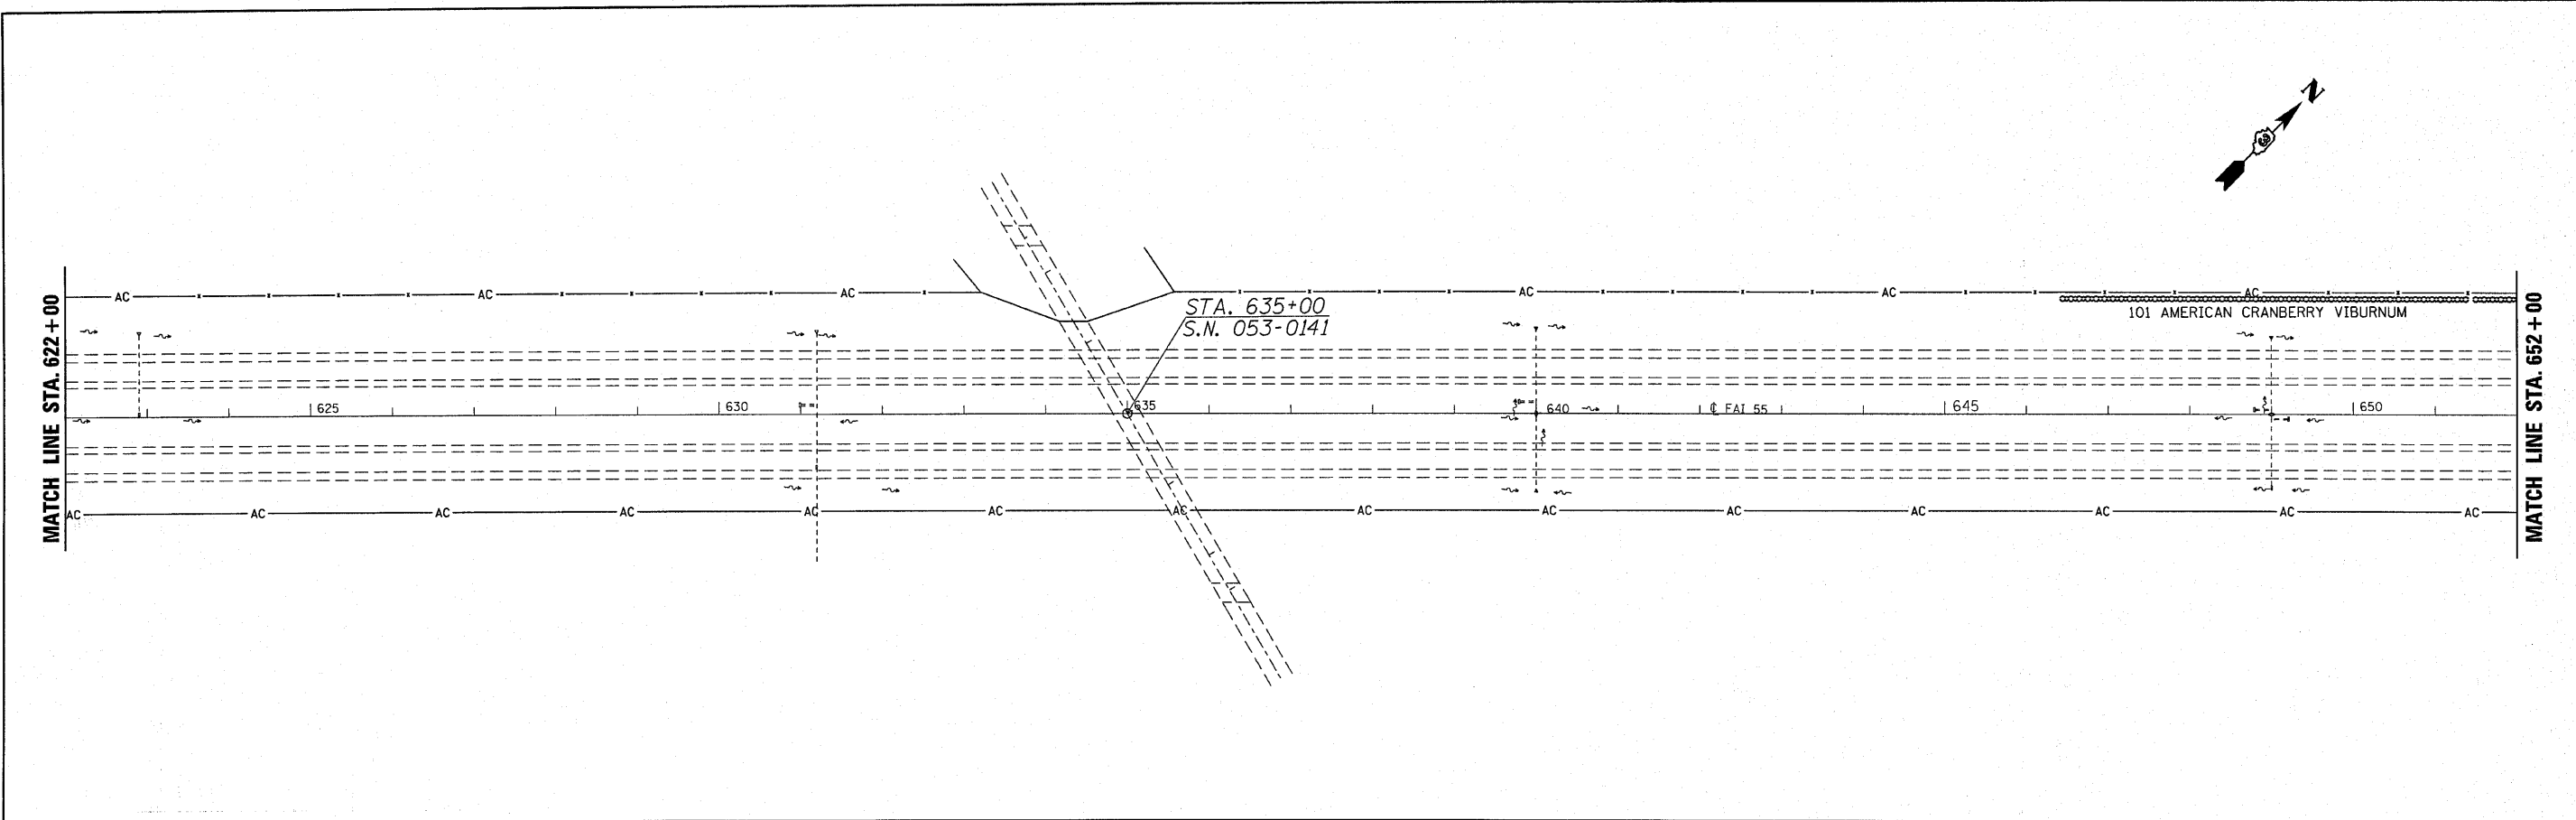 N
MATCH LINE STA. 622+00
AC
AC
AC
AC
AC
AC
STA. 635+00
S.N. 053-0141
101 AMERICAN CRANBERRY VIBURNUM
625
630
635
640
℄ FAI 55
645
650
AC
AC
AC
AC
AC
AC
AC
AC
AC
AC
AC
AC
AC
AC
MATCH LINE STA. 652+00